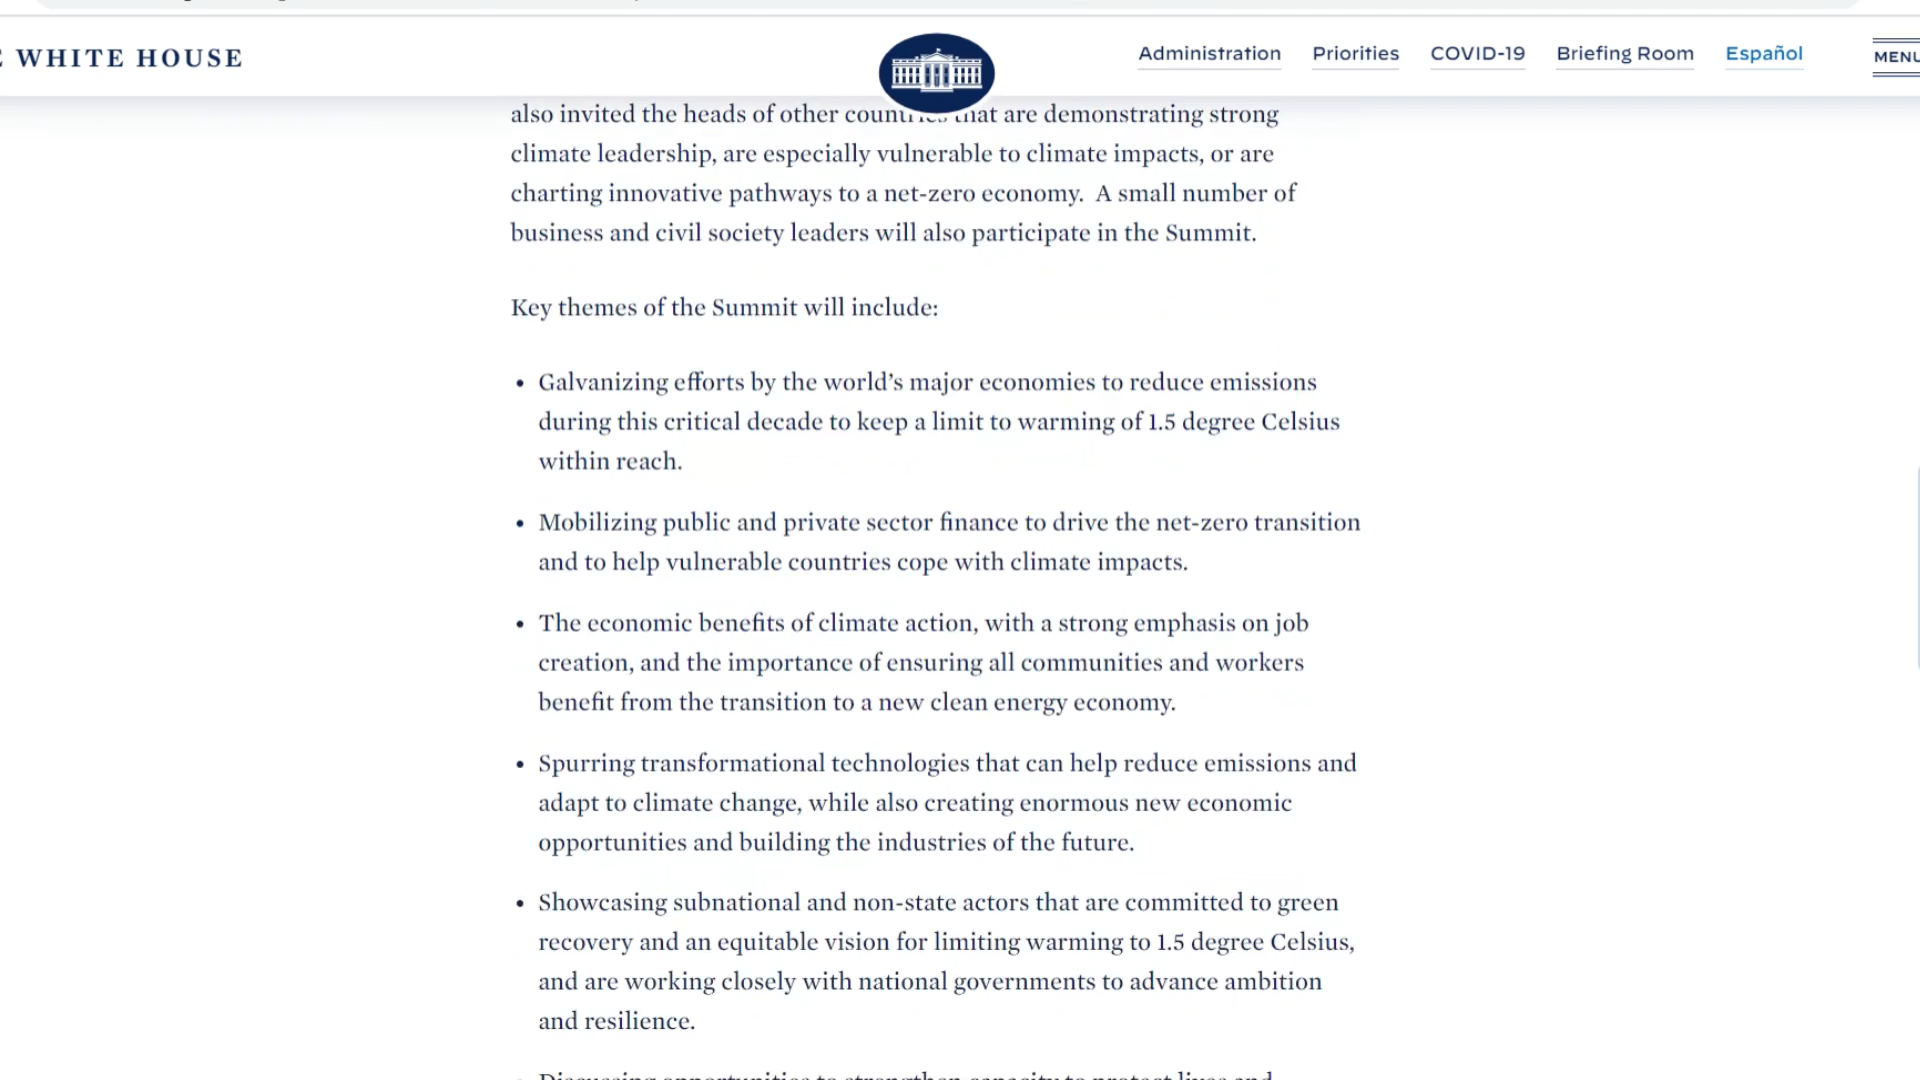 WHITE HOUSE
Administration
Priorities
COVID-19
Briefing Room
Español
MENU
also invited the heads of other countries that are demonstrating strong
climate leadership, are especially vulnerable to climate impacts, or are
charting innovative pathways to a net-zero economy. A small number of
business and civil society leaders will also participate in the Summit.
Key themes of the Summit will include:
• Galvanizing efforts by the world’s major economies to reduce emissions
during this critical decade to keep a limit to warming of 1.5 degree Celsius
within reach.
• Mobilizing public and private sector finance to drive the net-zero transition
and to help vulnerable countries cope with climate impacts.
• The economic benefits of climate action, with a strong emphasis on job
creation, and the importance of ensuring all communities and workers
benefit from the transition to a new clean energy economy.
• Spurring transformational technologies that can help reduce emissions and
adapt to climate change, while also creating enormous new economic
opportunities and building the industries of the future.
• Showcasing subnational and non-state actors that are committed to green
recovery and an equitable vision for limiting warming to 1.5 degree Celsius,
and are working closely with national governments to advance ambition
and resilience.
Discussing opportunities to strengthen capacity to protect lives and